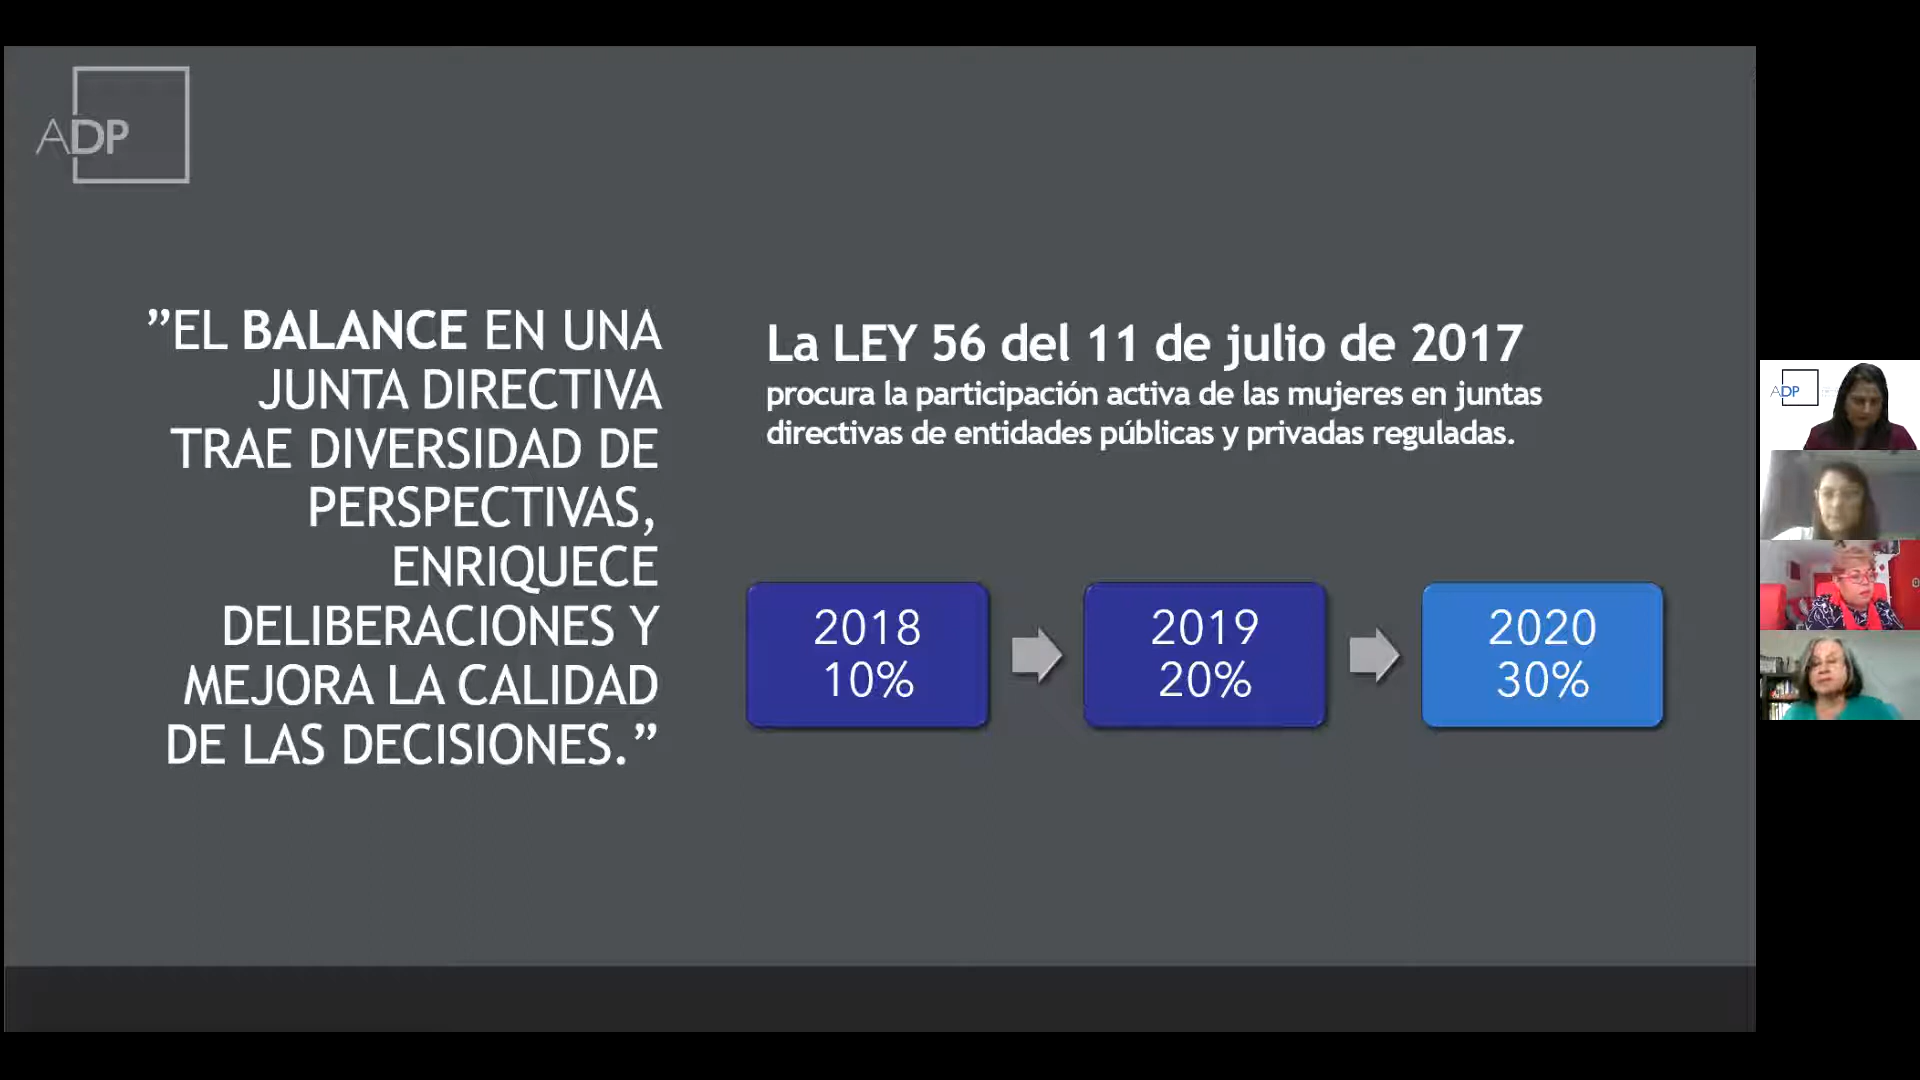 ADP
”EL BALANCE EN UNA
JUNTA DIRECTIVA
TRAE DIVERSIDAD DE
PERSPECTIVAS,
ENRIQUECE
DELIBERACIONES Y
MEJORA LA CALIDAD
DE LAS DECISIONES.”
La LEY 56 del 11 de julio de 2017
procura la participación activa de las mujeres en juntas
directivas de entidades públicas y privadas reguladas.
2018
10%
2019
20%
2020
30%
ADP